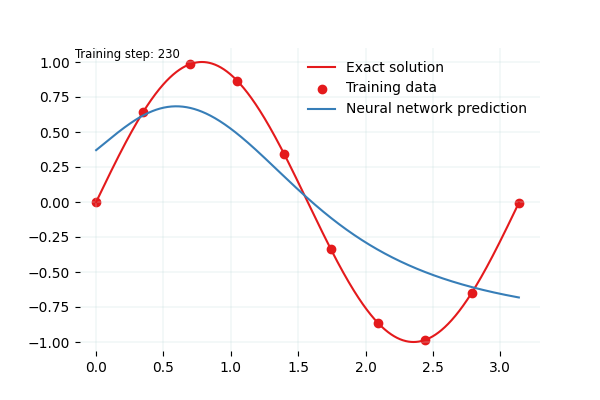 Training step: 230
Exact solution
Training data
Neural network prediction
1.00
0.75
0.50
0.25
0.00
−0.25
−0.50
−0.75
−1.00
0.0 0.5 1.0 1.5 2.0 2.5 3.0